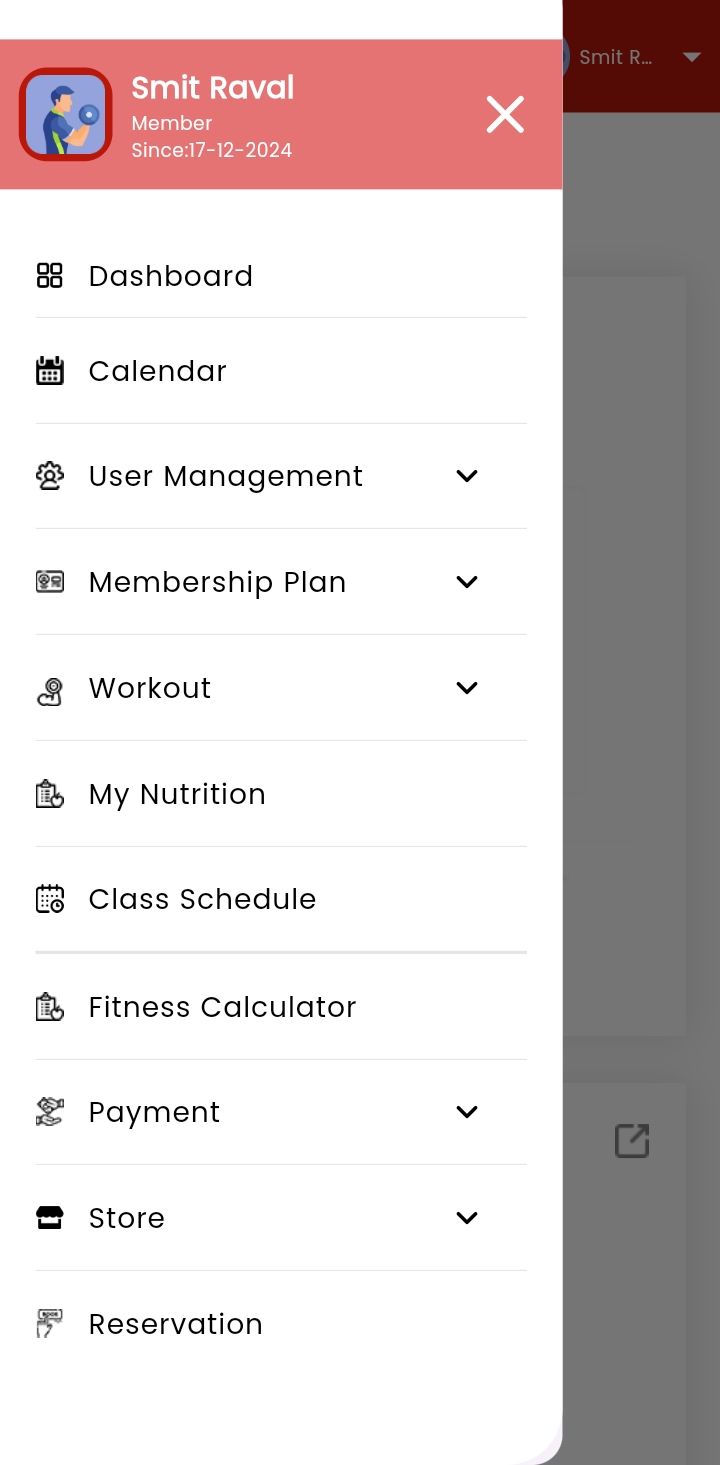 Smit Raval
Member
Since:17-12-2024
Smit R...
Dashboard
Calendar
User Management
Membership Plan
Workout
My Nutrition
Class Schedule
Fitness Calculator
Payment
Store
Reservation